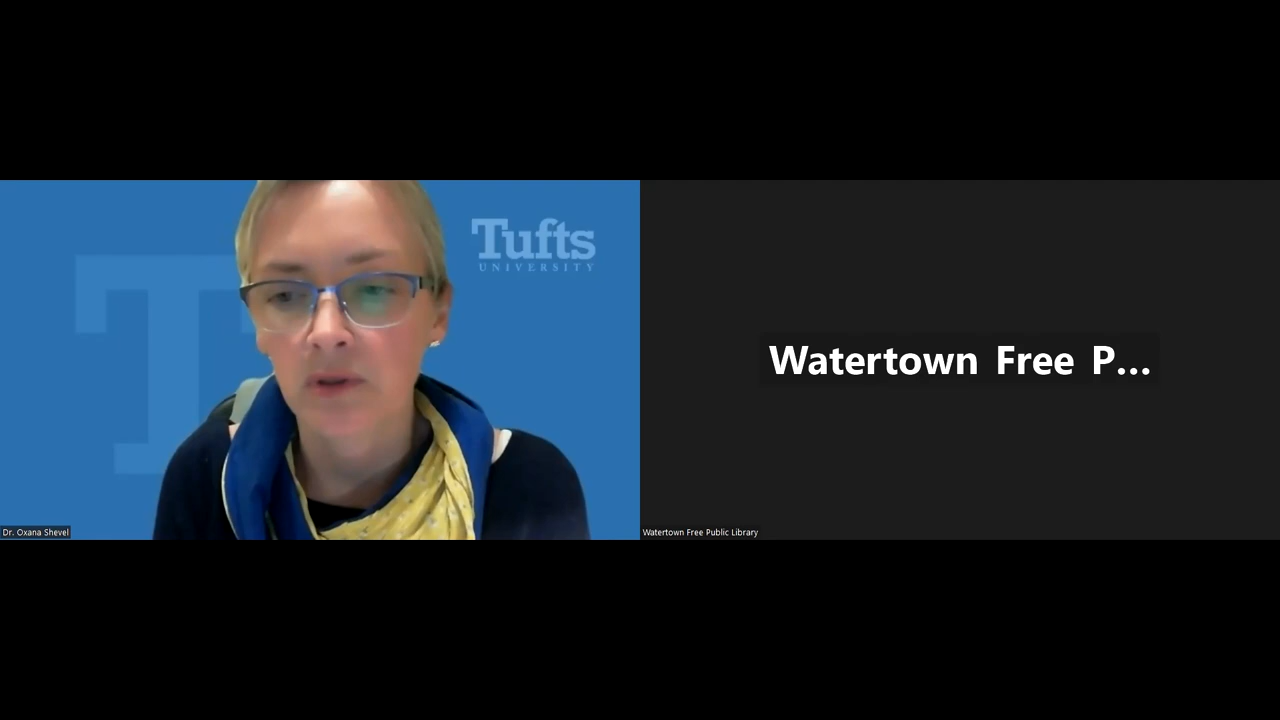 Tufts
UNIVERSITY
T
Dr. Oxana Shevel
Watertown Free P...
Watertown Free Public Library